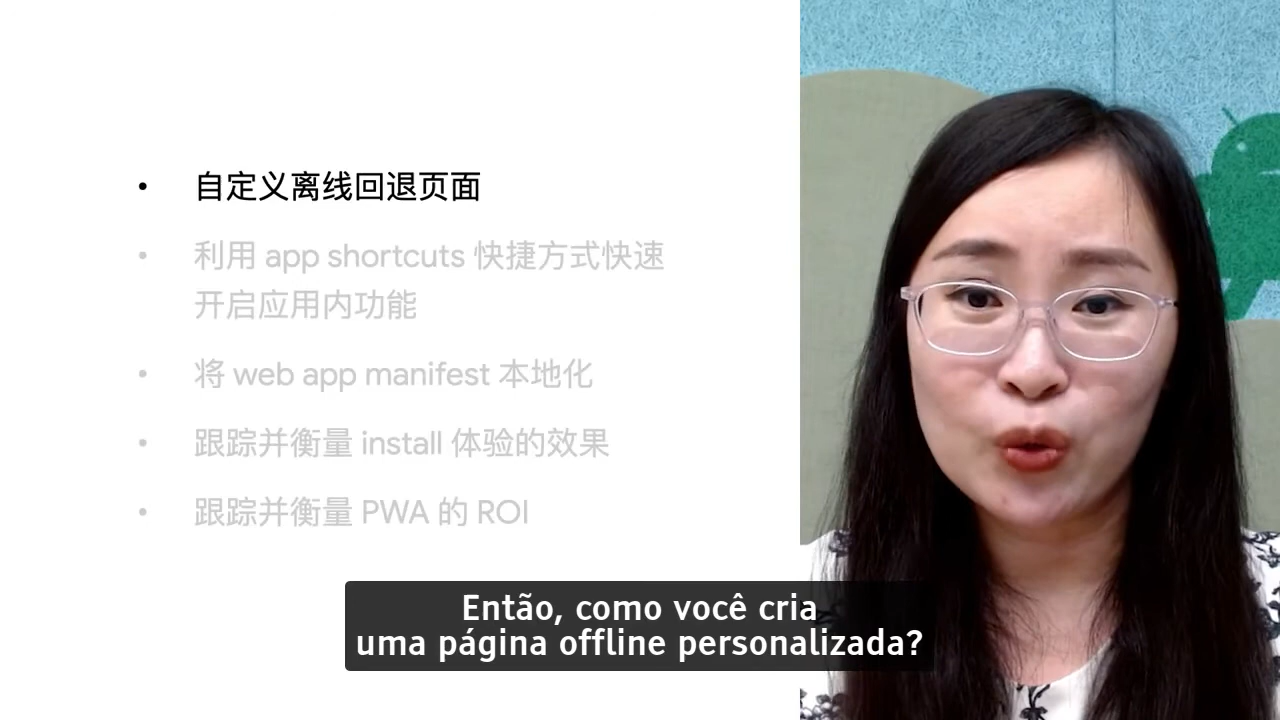 • 自定义离线回退页面
• 利用 app shortcuts 快捷方式快速
开启应用内功能
• 将 web app manifest 本地化
• 跟踪并衡量 install 体验的效果
• 跟踪并衡量 PWA 的 ROI
Então, como você cria
uma página offline personalizada?